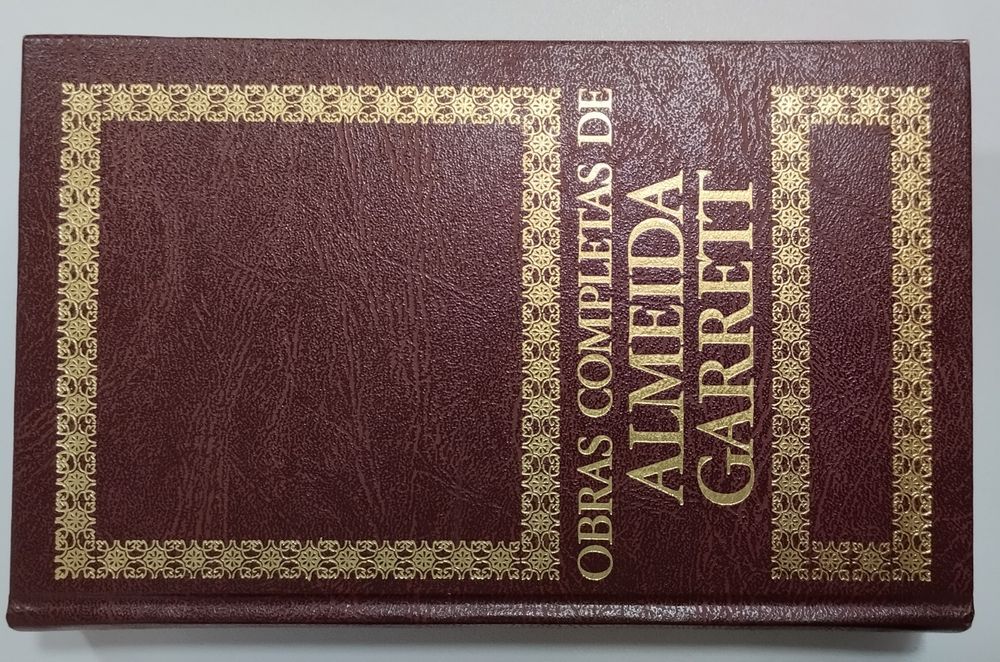 OBRAS COMPLETAS DE
ALMEIDA
GARRETT